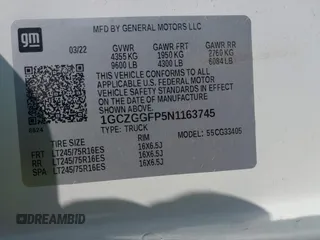 gm
MFD BY GENERAL MOTORS LLC
03/22 GVWR GAWR FRT GAWR RR
4355 KG 1950 KG 2760 KG
9600 LB 4300 LB 6084 LB
THIS VEHICLE CONFORMS TO ALL
APPLICABLE U.S. FEDERAL MOTOR
VEHICLE SAFETY STANDARDS IN
EFFECT ON THE DATE OF
MANUFACTURE SHOWN ABOVE.
1GCZGGFP5N1163745
TYPE: TRUCK
TIRE SIZE RIM
FRT LT245/75R16ES 16X6.5J
RR LT245/75R16ES 16X6.5J
SPA LT245/75R16ES 16X6.5J
MODEL:
AUTOBIDMD